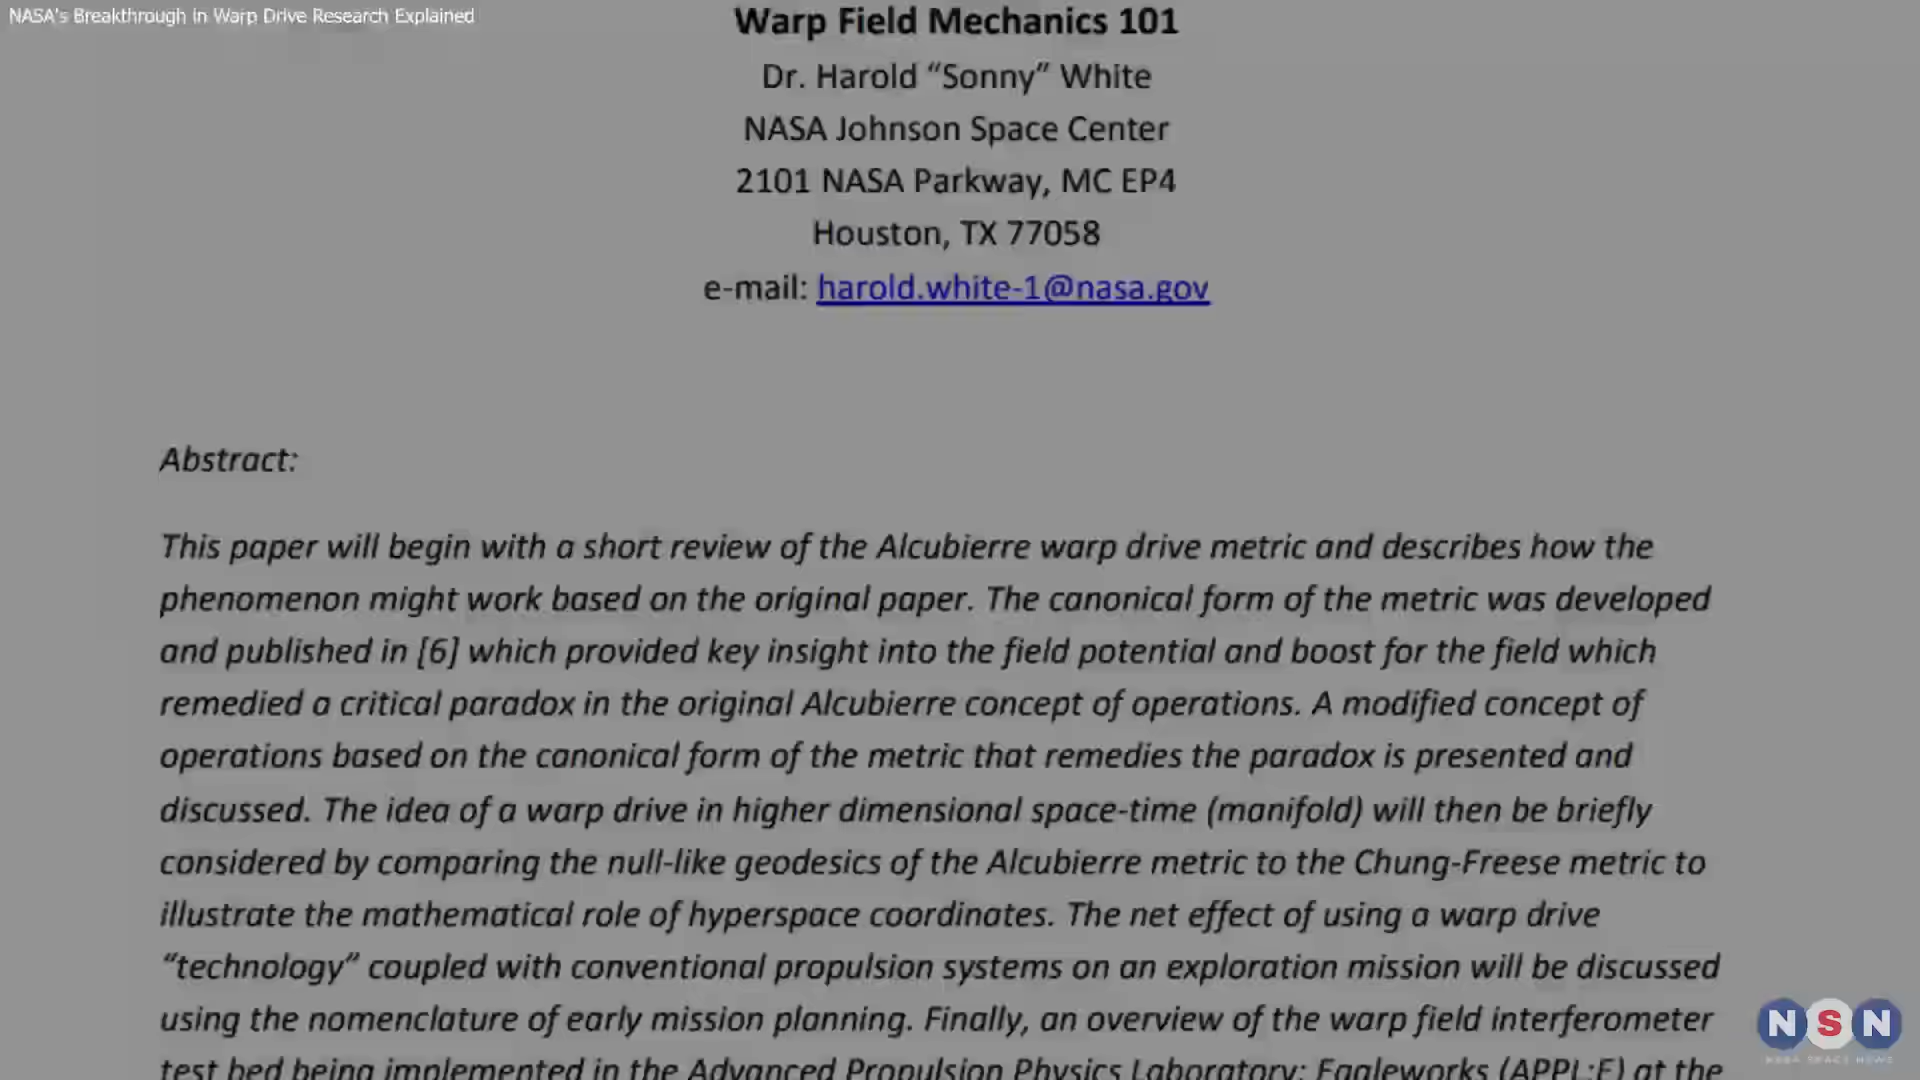 NASA's Breakthrough in Warp Drive Research Explained
Warp Field Mechanics 101
Dr. Harold “Sonny” White
NASA Johnson Space Center
2101 NASA Parkway, MC EP4
Houston, TX 77058
e-mail: harold.white-1@nasa.gov
Abstract:
This paper will begin with a short review of the Alcubierre warp drive metric and describes how the
phenomenon might work based on the original paper. The canonical form of the metric was developed
and published in [6] which provided key insight into the field potential and boost for the field which
remedied a critical paradox in the original Alcubierre concept of operations. A modified concept of
operations based on the canonical form of the metric that remedies the paradox is presented and
discussed. The idea of a warp drive in higher dimensional space-time (manifold) will then be briefly
considered by comparing the null-like geodesics of the Alcubierre metric to the Chung-Freese metric to
illustrate the mathematical role of hyperspace coordinates. The net effect of using a warp drive
“technology” coupled with conventional propulsion systems on an exploration mission will be discussed
using the nomenclature of early mission planning. Finally, an overview of the warp field interferometer
test bed being implemented in the Advanced Propulsion Physics Laboratory: Eagleworks (APPL:E) at the
NSN
NASA SPACE NEWS